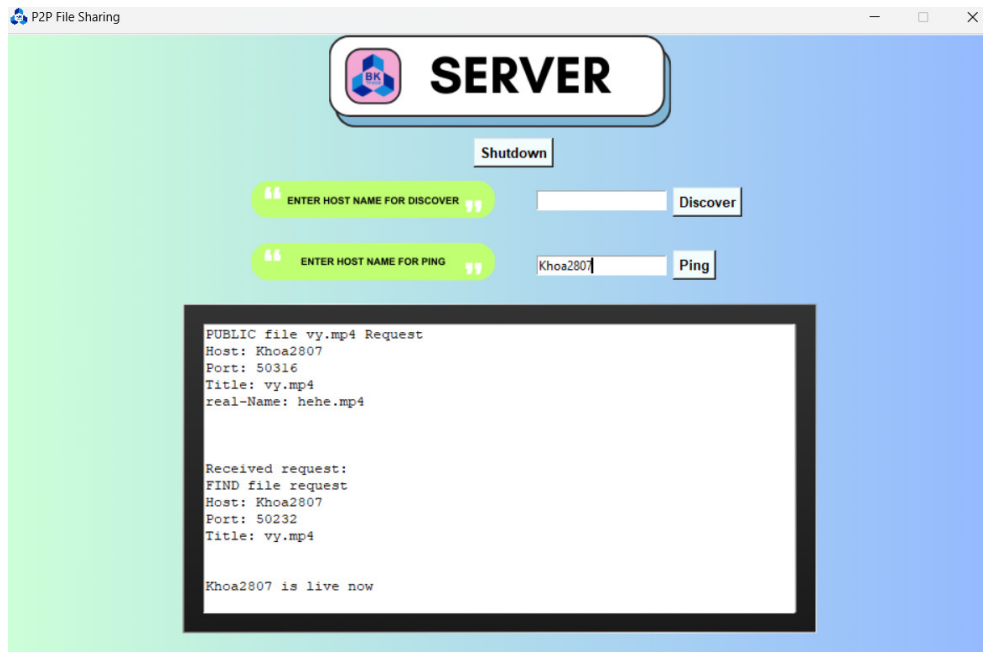 P2P File Sharing
BK
SERVER
Shutdown
ENTER HOST NAME FOR DISCOVER
Discover
ENTER HOST NAME FOR PING
Khoa2807
Ping
PUBLIC file vy.mp4 Request
Host: Khoa2807
Port: 50316
Title: vy.mp4
real-Name: hehe.mp4
Received request:
FIND file request
Host: Khoa2807
Port: 50232
Title: vy.mp4
Khoa2807 is live now